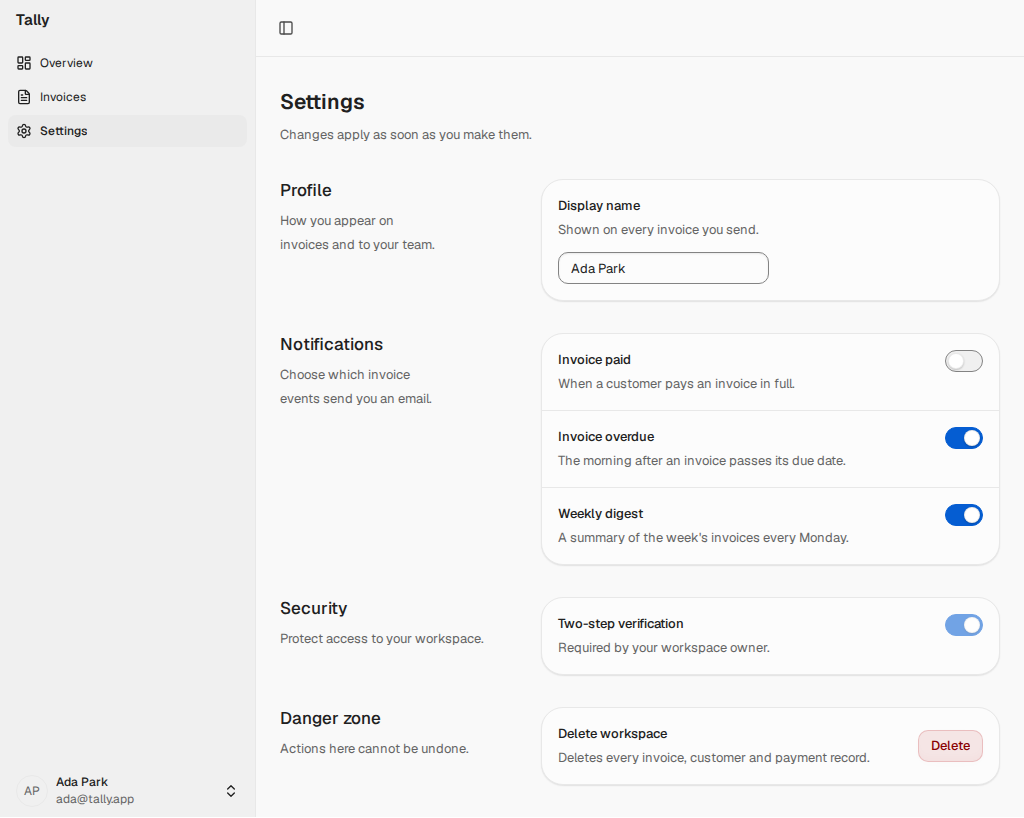 Tally
Overview
Invoices
Settings
AP
Ada Park
ada@tally.app
Settings
Changes apply as soon as you make them.
Profile
How you appear on
invoices and to your team.
Display name
Shown on every invoice you send.
Ada Park
Notifications
Choose which invoice
events send you an email.
Invoice paid
When a customer pays an invoice in full.
Invoice overdue
The morning after an invoice passes its due date.
Weekly digest
A summary of the week's invoices every Monday.
Security
Protect access to your workspace.
Two-step verification
Required by your workspace owner.
Danger zone
Actions here cannot be undone.
Delete workspace
Deletes every invoice, customer and payment record.
Delete